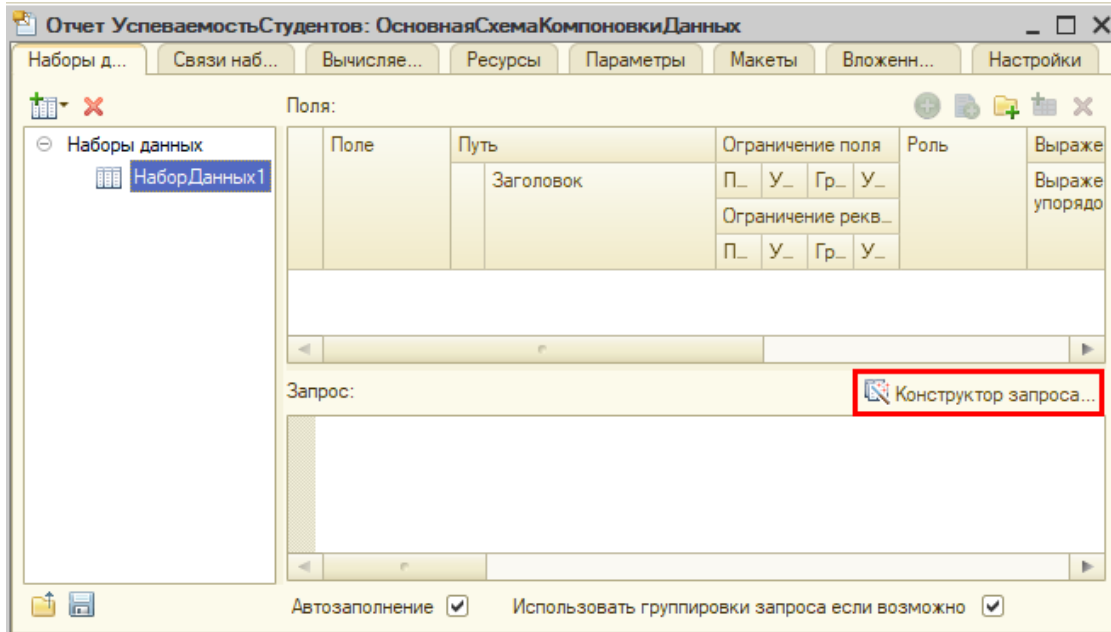 Отчет УспеваемостьСтудентов: ОсновнаяСхемаКомпоновкиДанных
Наборы д... Связи наб... Вычисляе... Ресурсы Параметры Макеты Вложенн... Настройки
Поля:
Наборы данных
НаборДанных1
Поле Путь Ограничение поля Роль Выраже
Заголовок П... У... Гр... У... Выраже
упорядо
Ограничение рекв...
П... У... Гр... У...
Запрос: Конструктор запроса...
Автозаполнение Использовать группировки запроса если возможно